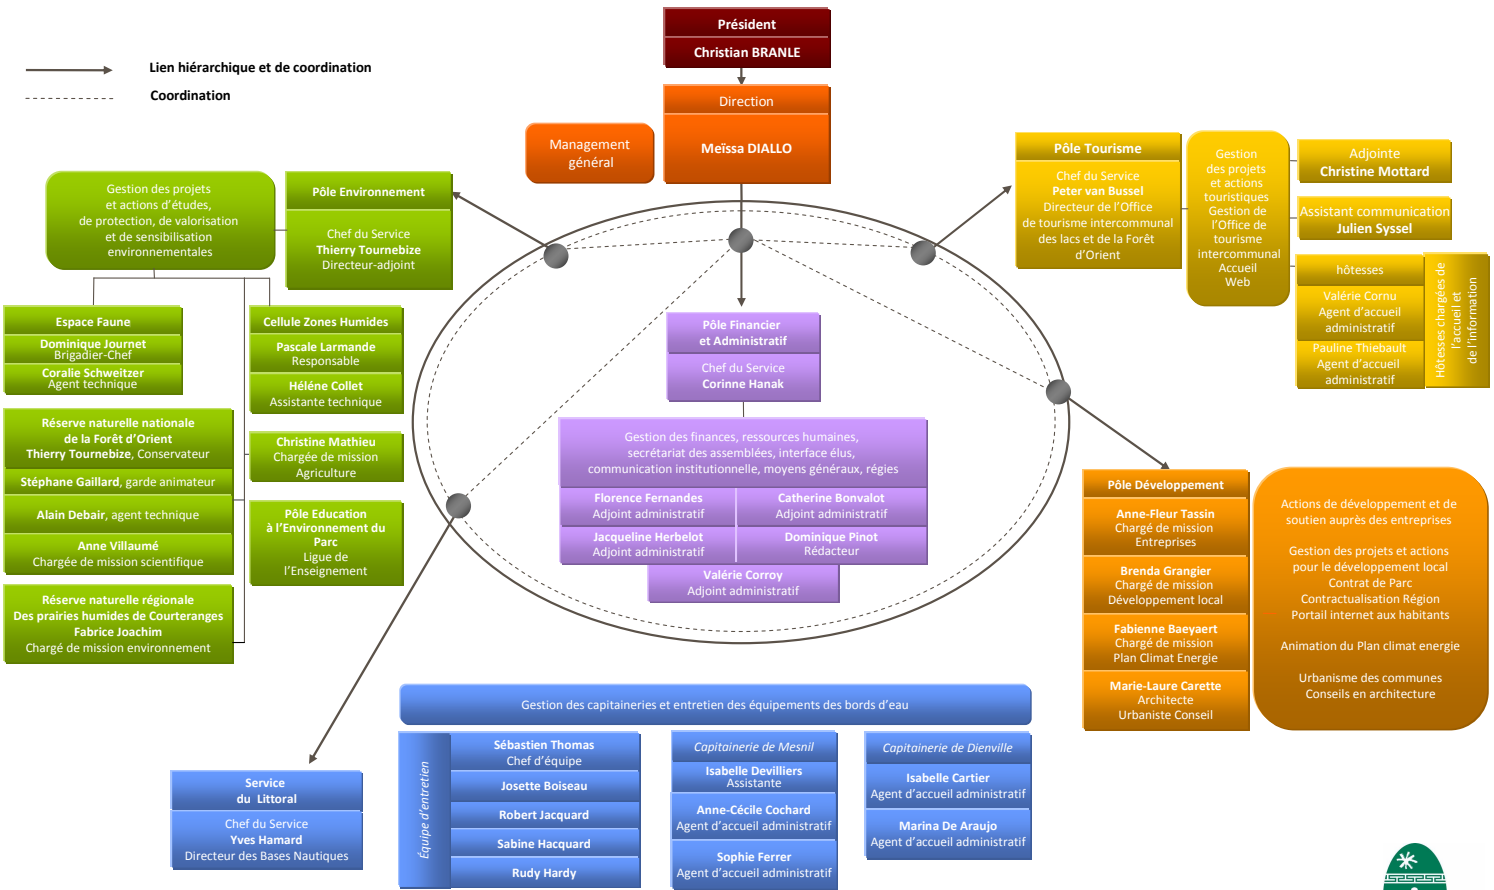 Président
Christian BRANLE
Lien hiérarchique et de coordination
Coordination
Direction
Meïssa DIALLO
Management
général
Gestion des projets
et actions d'études,
de protection, de valorisation
et de sensibilisation
environnementales
Pôle Environnement
Chef du Service
Thierry Tournebize
Directeur-adjoint
Espace Faune
Dominique Journet
Brigadier-Chef
Coralie Schweitzer
Agent technique
Cellule Zones Humides
Pascale Larmande
Responsable
Héléne Collet
Assistante technique
Réserve naturelle nationale
de la Forêt d'Orient
Thierry Tournebize, Conservateur
Stéphane Gaillard, garde animateur
Alain Debair, agent technique
Anne Villaumé
Chargée de mission scientifique
Christine Mathieu
Chargée de mission
Agriculture
Pôle Education
à l'Environnement du
Parc
Ligue de
l'Enseignement
Réserve naturelle régionale
Des prairies humides de Courteranges
Fabrice Joachim
Chargé de mission environnement
Pôle Financier
et Administratif
Chef du Service
Corinne Hanak
Gestion des finances, ressources humaines,
secrétariat des assemblées, interface élus,
communication institutionnelle, moyens généraux, régies
Florence Fernandes
Adjoint administratif
Catherine Bonvalot
Adjoint administratif
Jacqueline Herbelot
Adjoint administratif
Dominique Pinot
Rédacteur
Valérie Corroy
Adjoint administratif
Pôle Tourisme
Chef du Service
Peter van Bussel
Directeur de l'Office
de tourisme intercommunal
des lacs et de la Forêt
d'Orient
Gestion
des projets
et actions
touristiques
Gestion de
l'Office de
tourisme
intercommunal
Accueil
Web
Adjointe
Christine Mottard
Assistant communication
Julien Syssel
hôtesses
Valérie Cornu
Agent d'accueil
administratif
Pauline Thiebault
Agent d'accueil
administratif
Hôtesses chargées de
l'accueil et
de l'information
Pôle Développement
Anne-Fleur Tassin
Chargé de mission
Entreprises
Brenda Grangier
Chargé de mission
Développement local
Fabienne Baeyaert
Chargé de mission
Plan Climat Energie
Marie-Laure Carette
Architecte
Urbaniste Conseil
Actions de développement et de
soutien auprès des entreprises
Gestion des projets et actions
pour le développement local
Contrat de Parc
Contractualisation Région
Portail internet aux habitants
Animation du Plan climat energie
Urbanisme des communes
Conseils en architecture
Gestion des capitaineries et entretien des équipements des bords d'eau
Service
du Littoral
Chef du Service
Yves Hamard
Directeur des Bases Nautiques
Équipe d'entretien
Sébastien Thomas
Chef d'équipe
Josette Boiseau
Robert Jacquard
Sabine Hacquard
Rudy Hardy
Capitainerie de Mesnil
Isabelle Devilliers
Assistante
Anne-Cécile Cochard
Agent d'accueil administratif
Sophie Ferrer
Agent d'accueil administratif
Capitainerie de Dienville
Isabelle Cartier
Agent d'accueil administratif
Marina De Araujo
Agent d'accueil administratif